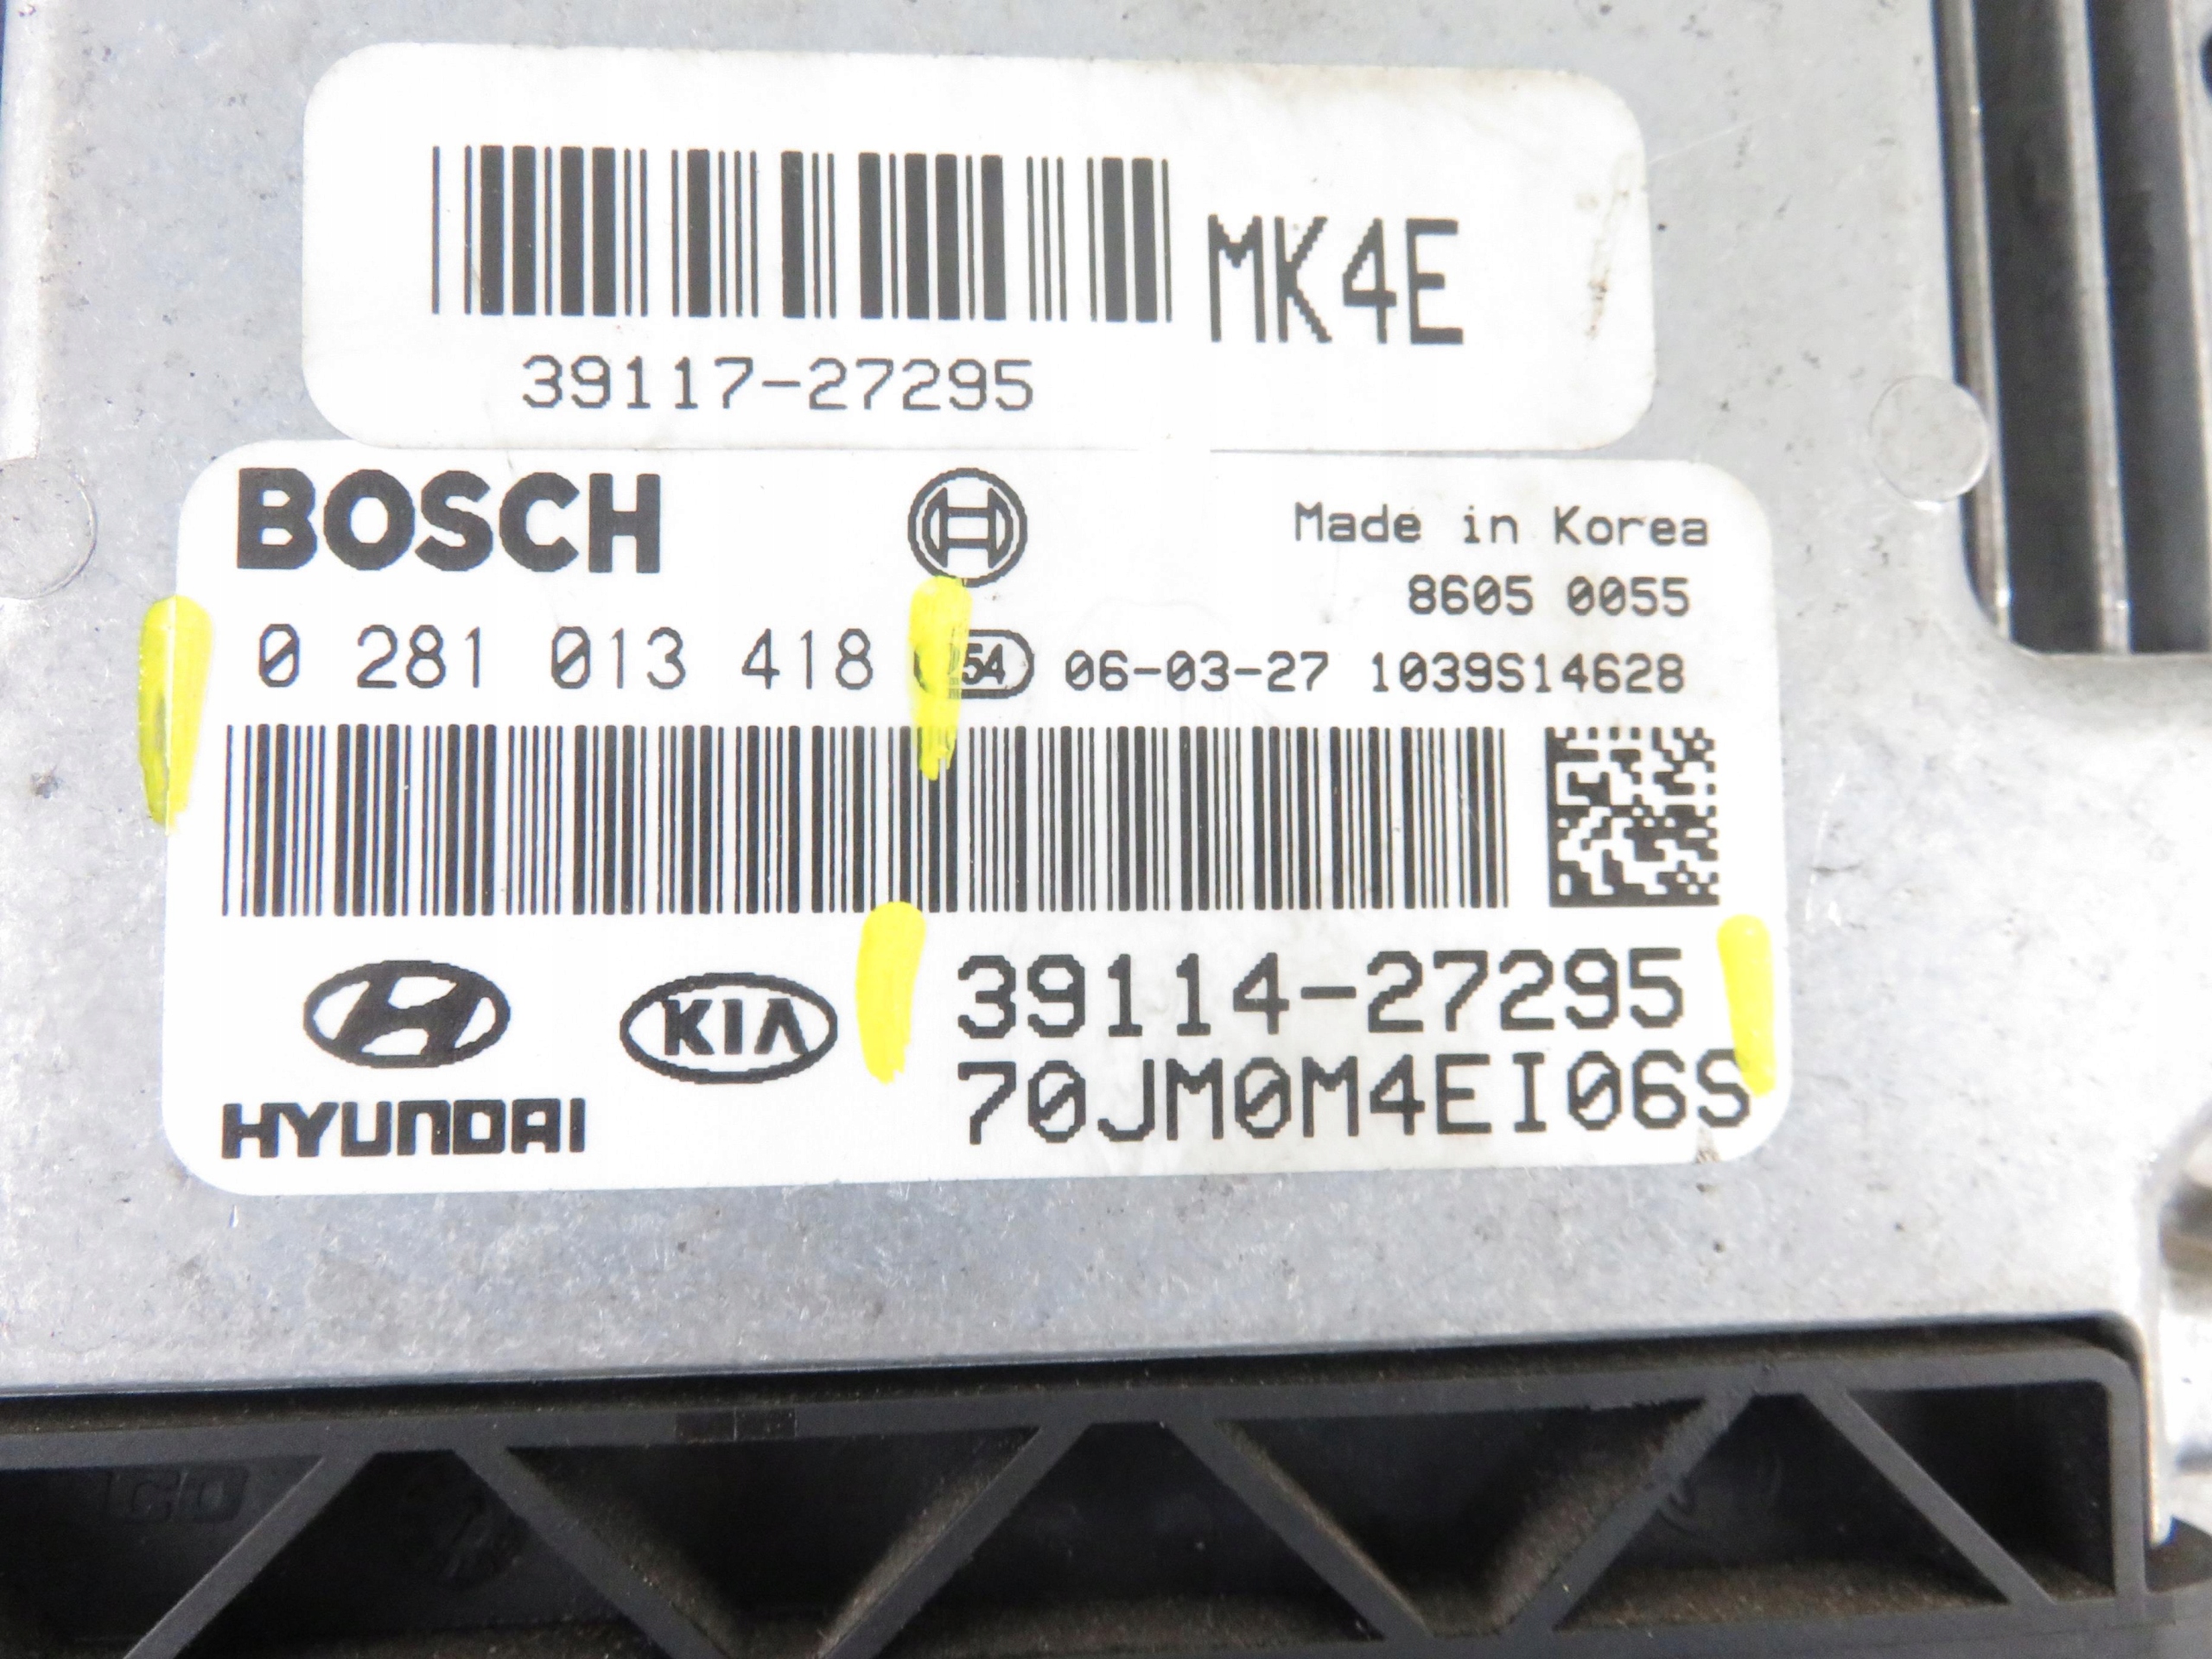 MK4E
39117-27295
BOSCH
Made in Korea
8605 0055
0 281 013 418 54 06-03-27 1039S14628
KIA 39114-27295
HYUNDAI 70JM0M4EI06S